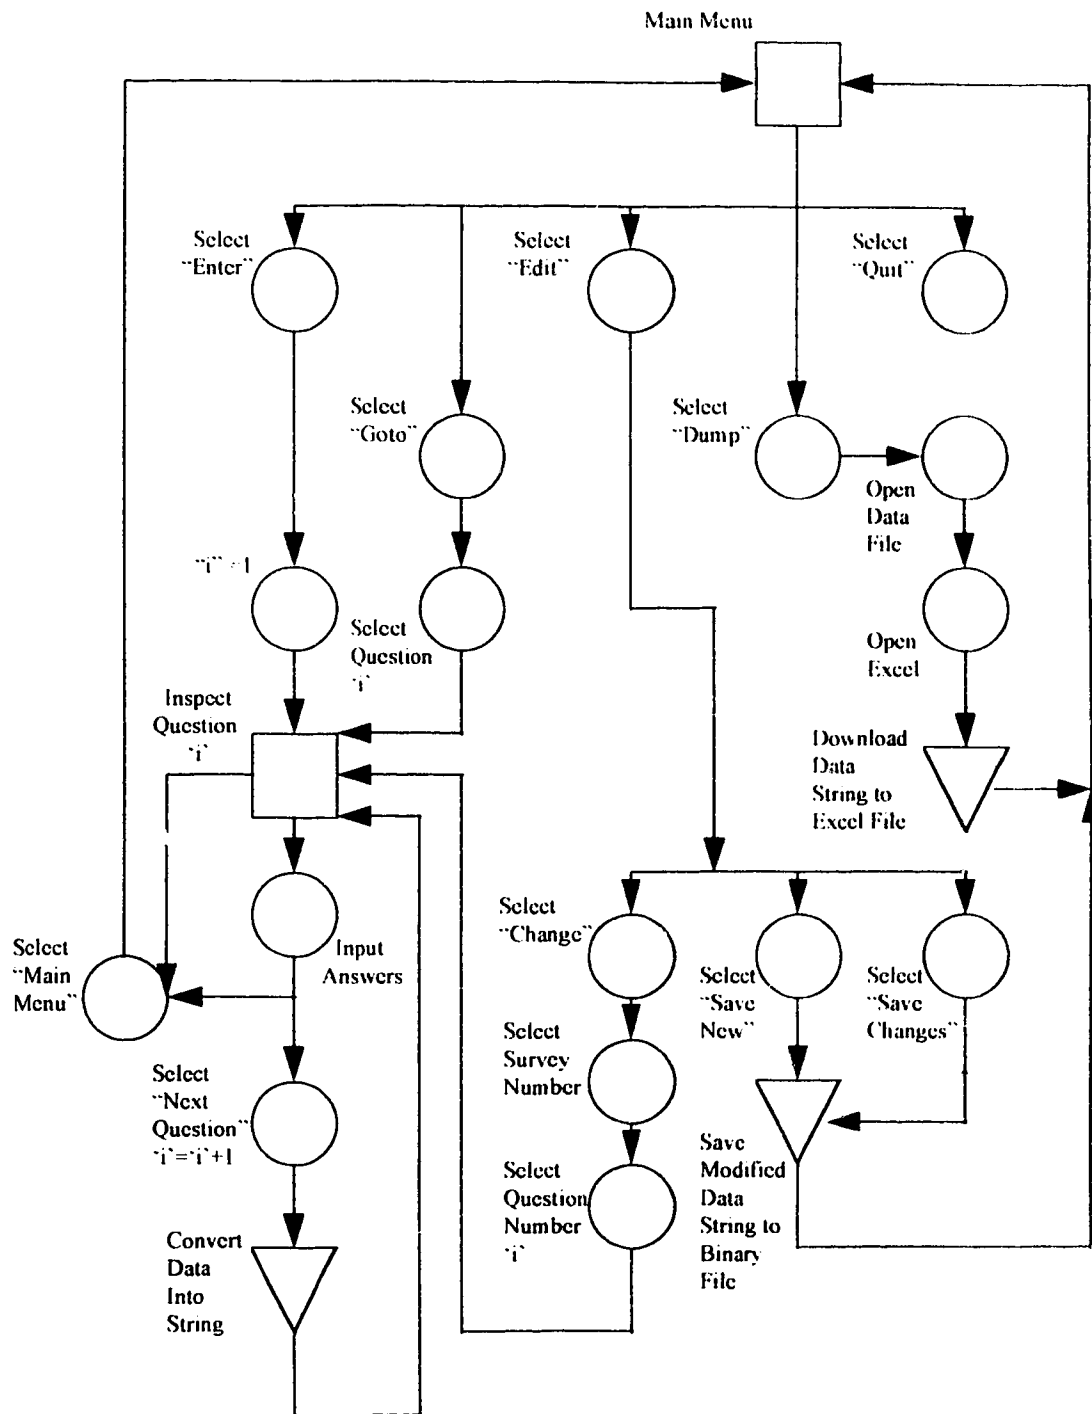 Main Menu
Select
"Enter"
Select
"Edit"
Select
"Quit"
Select
"Goto"
Select
"Dump"
Open
Data
File
"i" =1
Select
Question
'i'
Open
Excel
Inspect
Question
'i'
Download
Data
String to
Excel File
Select
"Change"
Input
Answers
Select
"Main
Menu"
Select
"Save
New"
Select
"Save
Changes"
Select
Survey
Number
Select
"Next
Question"
'i'='i'+1
Select
Question
Number
'i'
Save
Modified
Data
String to
Binary
File
Convert
Data
Into
String